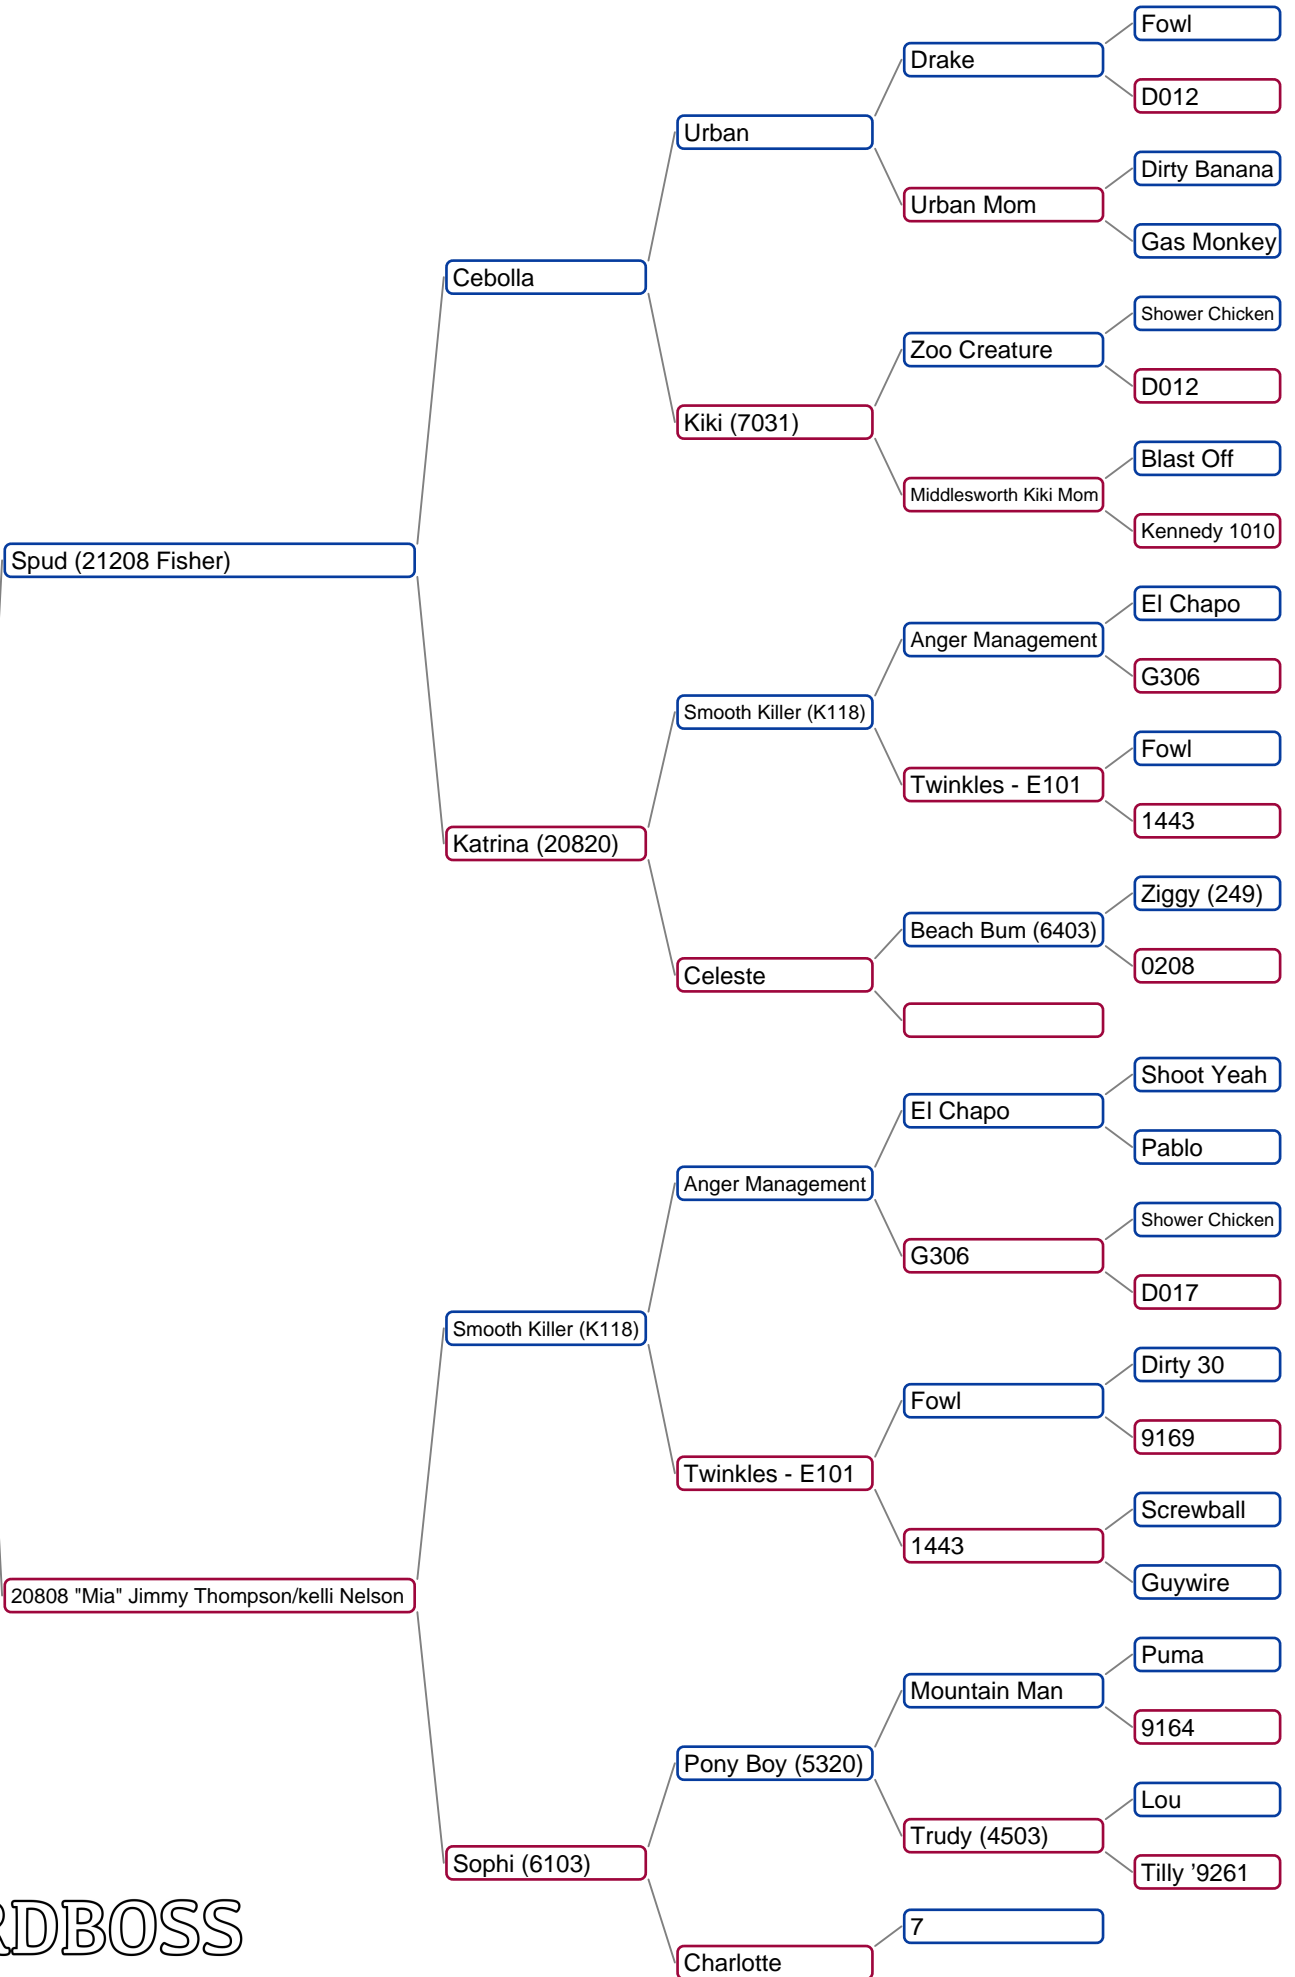 Fowl
Drake
D012
Urban
Dirty Banana
Urban Mom
Gas Monkey
Cebolla
Shower Chicken
Zoo Creature
D012
Kiki (7031)
Blast Off
Middlesworth Kiki Mom
Kennedy 1010
Spud (21208 Fisher)
El Chapo
Anger Management
G306
Smooth Killer (K118)
Fowl
Twinkles - E101
1443
Katrina (20820)
Ziggy (249)
Beach Bum (6403)
0208
Celeste
Shoot Yeah
El Chapo
Pablo
Anger Management
Shower Chicken
G306
D017
Smooth Killer (K118)
Dirty 30
Fowl
9169
Twinkles - E101
Screwball
1443
Guywire
20808 "Mia" Jimmy Thompson/kelli Nelson
Puma
Mountain Man
9164
Pony Boy (5320)
Lou
Trudy (4503)
Tilly '9261
Sophi (6103)
7
RDBOSS
Charlotte